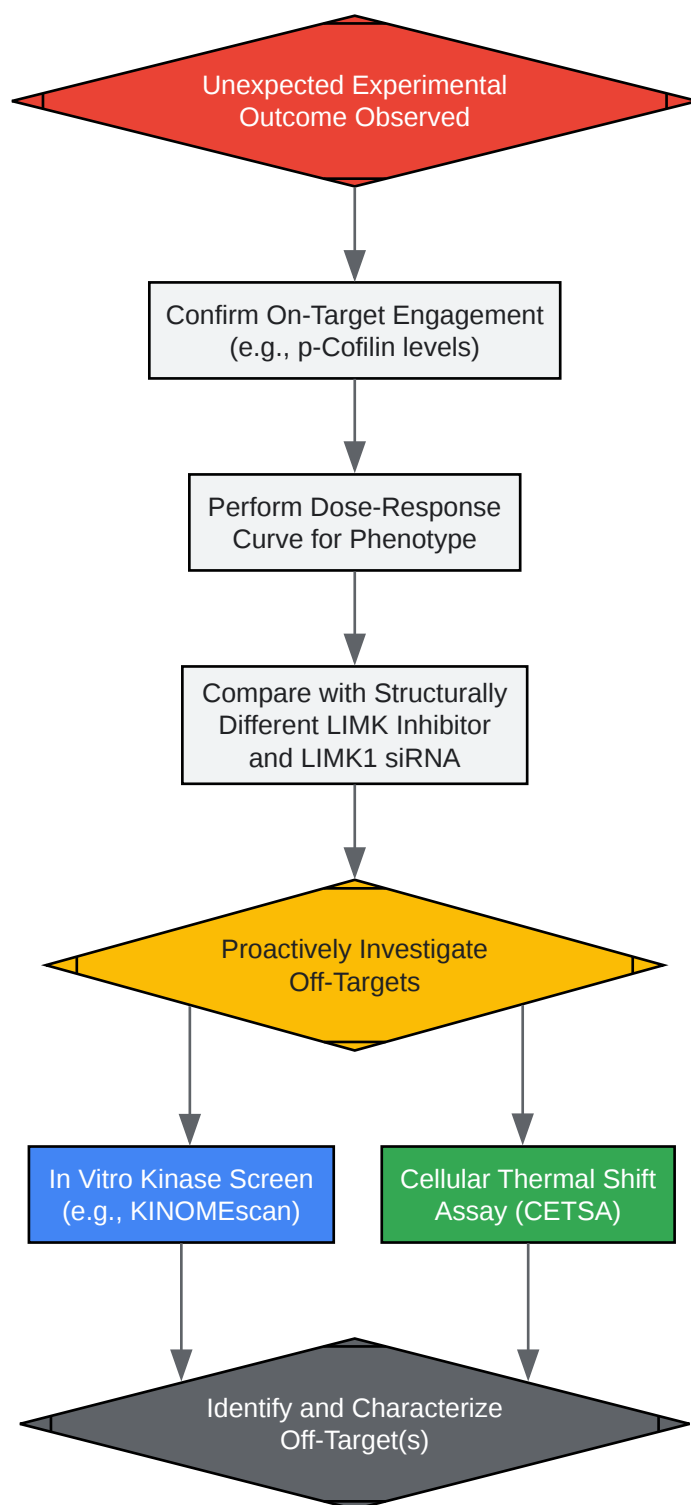 Unexpected Experimental
Outcome Observed
Confirm On-Target Engagement
(e.g., p-Cofilin levels)
Perform Dose-Response
Curve for Phenotype
Compare with Structurally
Different LIMK Inhibitor
and LIMK1 siRNA
Proactively Investigate
Off-Targets
In Vitro Kinase Screen
(e.g., KINOMEscan)
Cellular Thermal Shift
Assay (CETSA)
Identify and Characterize
Off-Target(s)